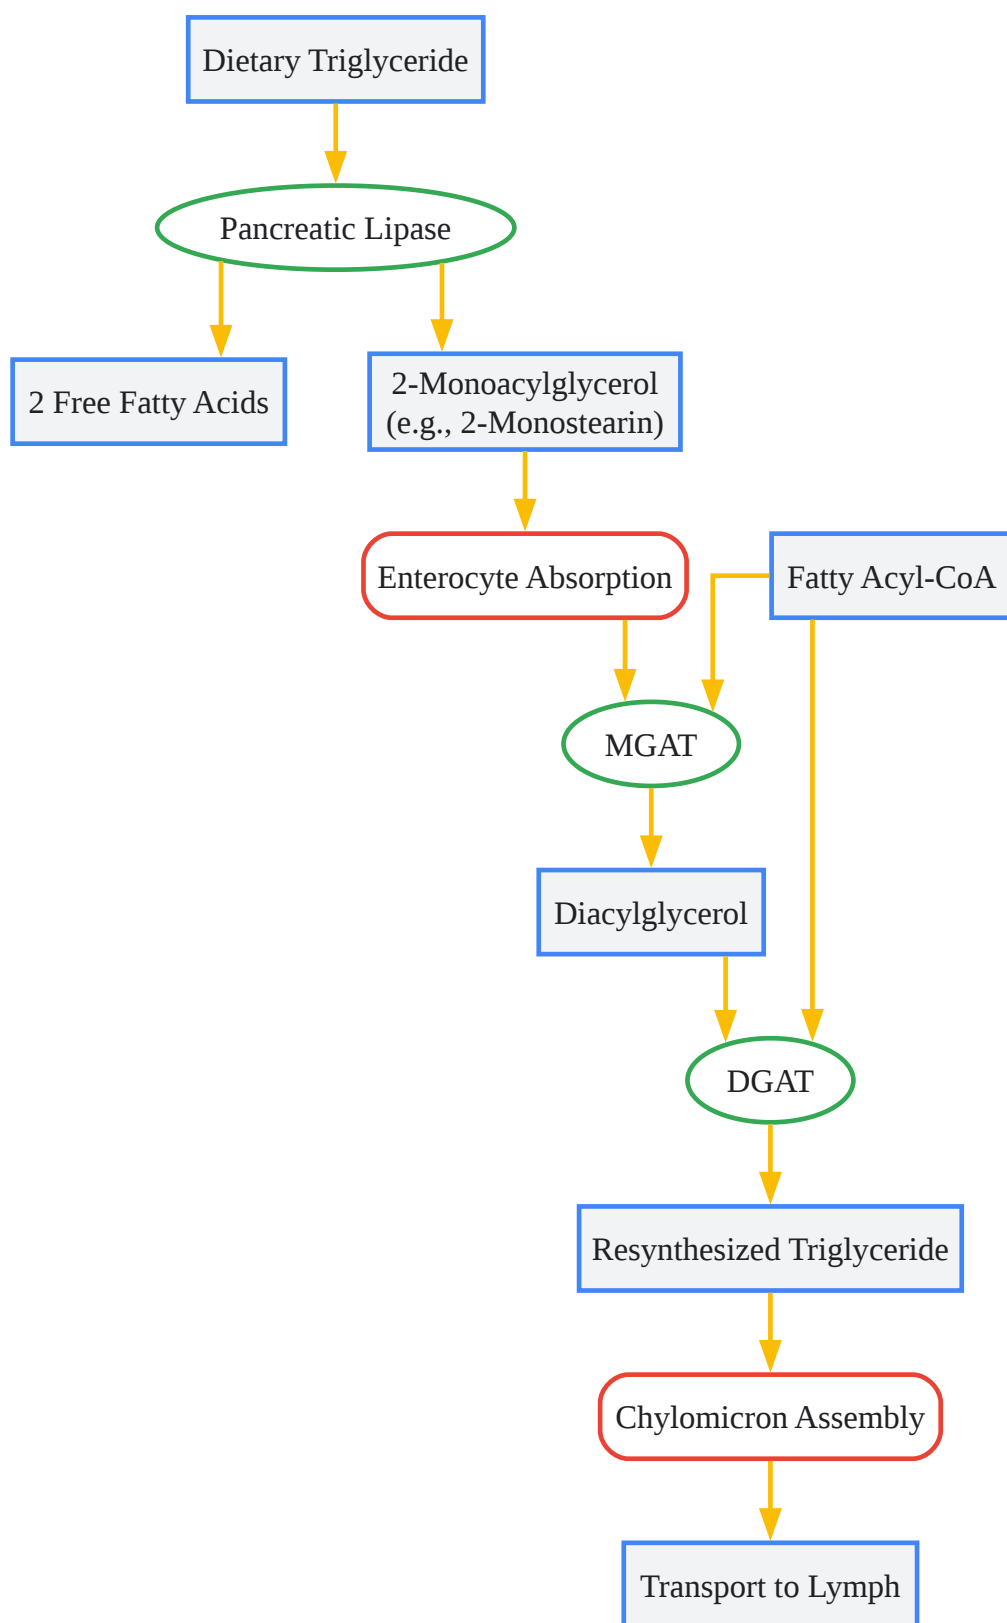 Dietary Triglyceride
Pancreatic Lipase
2 Free Fatty Acids
2-Monoacylglycerol
(e.g., 2-Monostearin)
Enterocyte Absorption
Fatty Acyl-CoA
MGAT
Diacylglycerol
DGAT
Resynthesized Triglyceride
Chylomicron Assembly
Transport to Lymph